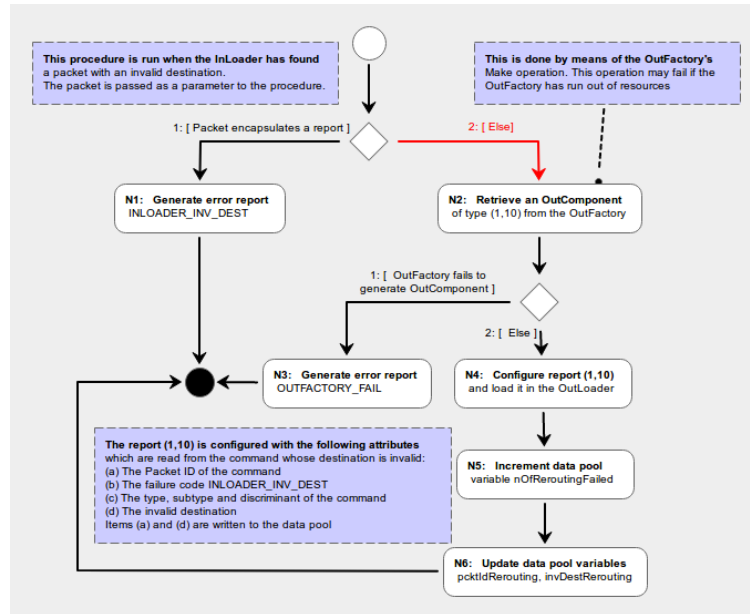 This procedure is run when the InLoader has found
a packet with an invalid destination.
The packet is passed as a parameter to the procedure.
This is done by means of the OutFactory's
Make operation. This operation may fail if the
OutFactory has run out of resources
1: [ Packet encapsulates a report ]
2: [ Else]
N1: Generate error report
INLOADER_INV_DEST
N2: Retrieve an OutComponent
of type (1,10) from the OutFactory
1: [ OutFactory fails to
generate OutComponent ]
2: [ Else ]
N3: Generate error report
OUTFACTORY_FAIL
N4: Configure report (1,10)
and load it in the OutLoader
The report (1,10) is configured with the following attributes
which are read from the command whose destination is invalid:
(a) The Packet ID of the command
(b) The failure code INLOADER_INV_DEST
(c) The type, subtype and discriminant of the command
(d) The invalid destination
Items (a) and (d) are written to the data pool
N5: Increment data pool
variable nOfReroutingFailed
N6: Update data pool variables
pcktIdRerouting, invDestRerouting